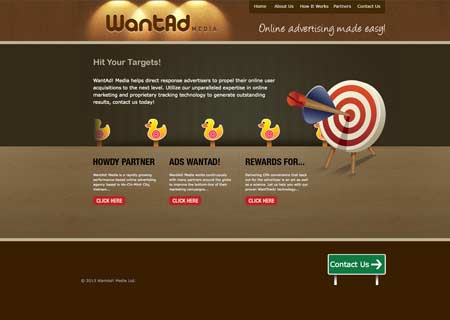 WantAd MEDIA
Home About Us How It Works Partners Contact Us
Online advertising made easy!
Hit Your Targets!
WantAd! Media helps direct response advertisers to propel their online user
acquisitions to the next level. Utilize our unparalleled expertise in online
marketing and proprietary tracking technology to generate outstanding
results, contact us today!
HOWDY PARTNER
WantAd! Media is a rapidly growing
performance based online advertising
agency based in Ho-Chi-Minh City,
Vietnam...
CLICK HERE
ADS WANTAD!
WantAd! Media works continuously
with many partners around the globe
to improve the bottom-line of their
marketing campaigns...
CLICK HERE
REWARDS FOR...
Delivering CPA conversions that back
out for the advertiser is an art as well
as a science. Let us help you with our
proven WantTrack! technology...
CLICK HERE
Contact Us
© 2013 WantAd! Media Ltd.